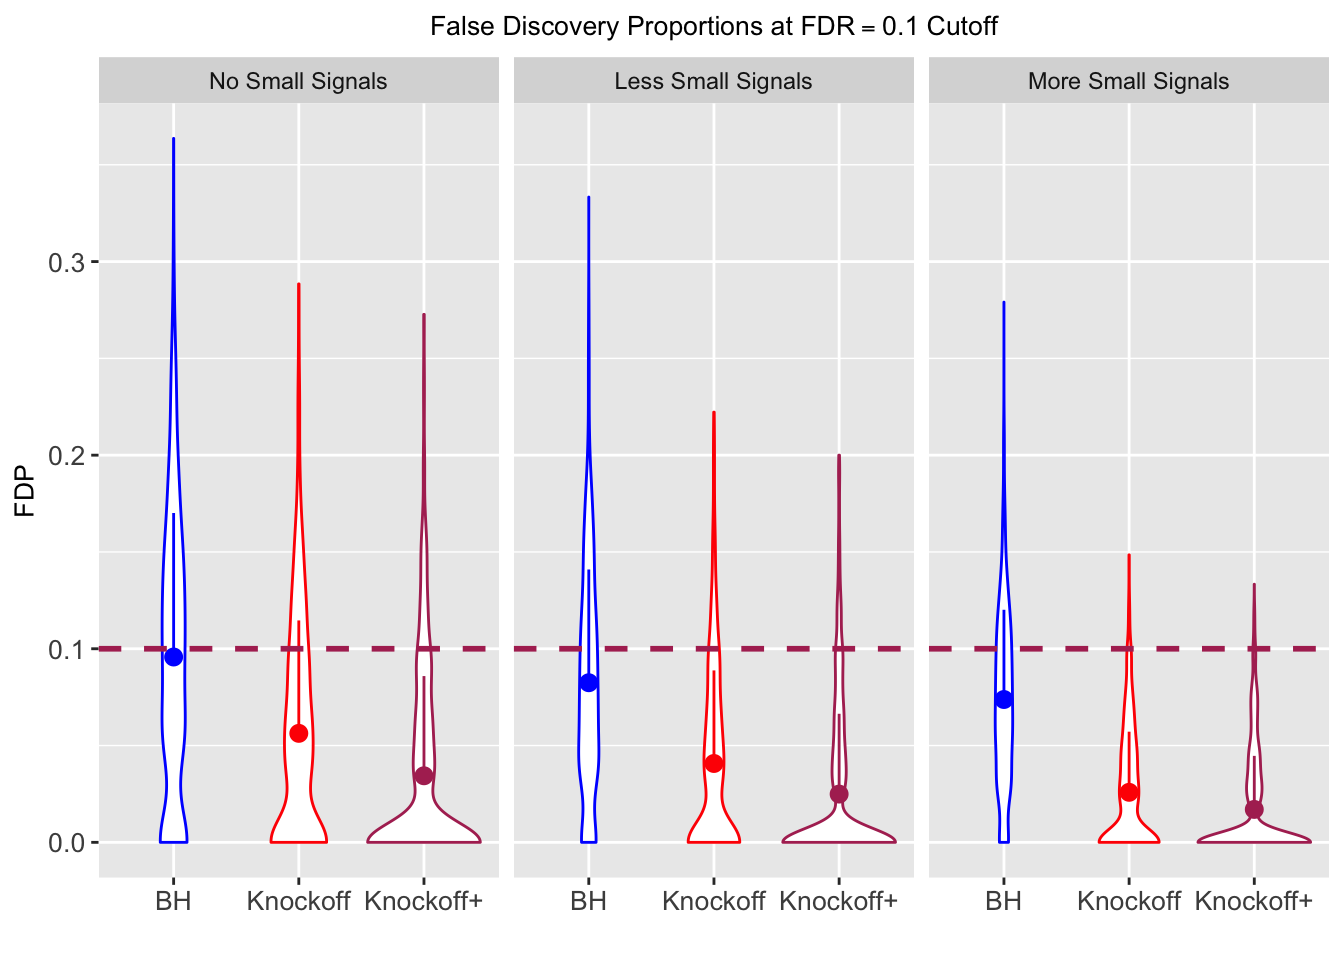 False Discovery Proportions at FDR = 0.1 Cutoff
No Small Signals Less Small Signals More Small Signals
0.3
0.2
FDP
0.1
0.0
BH Knockoff Knockoff+ BH Knockoff Knockoff+ BH Knockoff Knockoff+